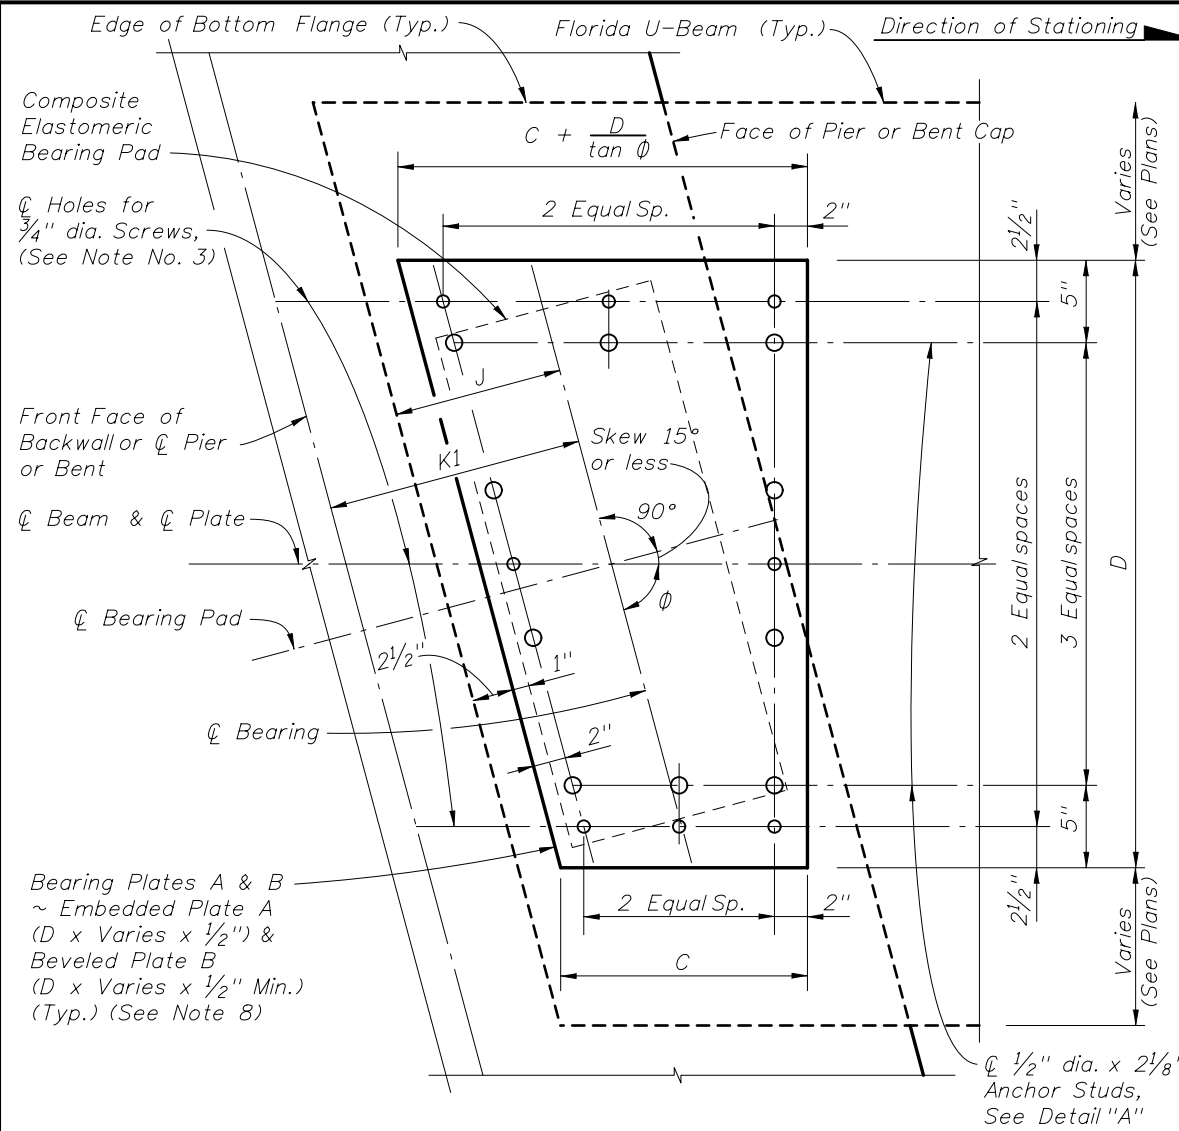 Edge of Bottom Flange (Typ.)
Florida U-Beam (Typ.)
Direction of Stationing
Composite
Elastomeric
Bearing Pad
C + D / tan ϕ
Face of Pier or Bent Cap
Varies
(See Plans)
℄ Holes for
3/4" dia. Screws,
(See Note No. 3)
2 Equal Sp.
2"
2 1/2"
5"
J
Front Face of
Backwall or ℄ Pier
or Bent
K1
Skew 15°
or less
90°
ϕ
℄ Beam & ℄ Plate
℄ Bearing Pad
2 Equal spaces
3 Equal spaces
D
2 1/2"
1"
℄ Bearing
2"
5"
2 1/2"
Bearing Plates A & B
~ Embedded Plate A
(D x Varies x 1/2") &
Beveled Plate B
(D x Varies x 1/2" Min.)
(Typ.) (See Note 8)
2 Equal Sp.
2"
C
Varies
(See Plans)
℄ 1/2" dia. x 2 1/8"
Anchor Studs,
See Detail "A"